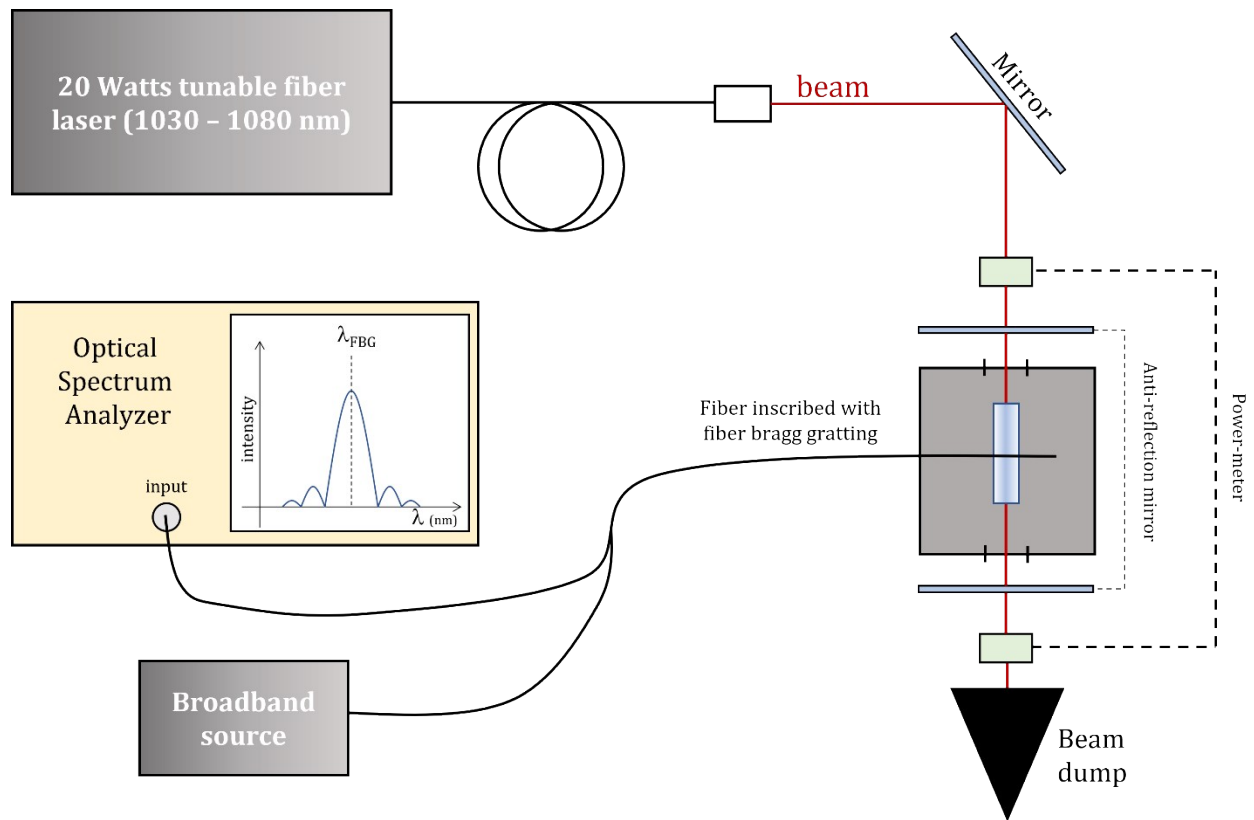 20 Watts tunable fiber
laser (1030 – 1080 nm)
beam
Mirror
Optical
Spectrum
Analyzer
input
λFBG
intensity
λ (nm)
Fiber inscribed with
fiber bragg gratting
Anti-reflection mirror
Power-meter
Broadband
source
Beam
dump